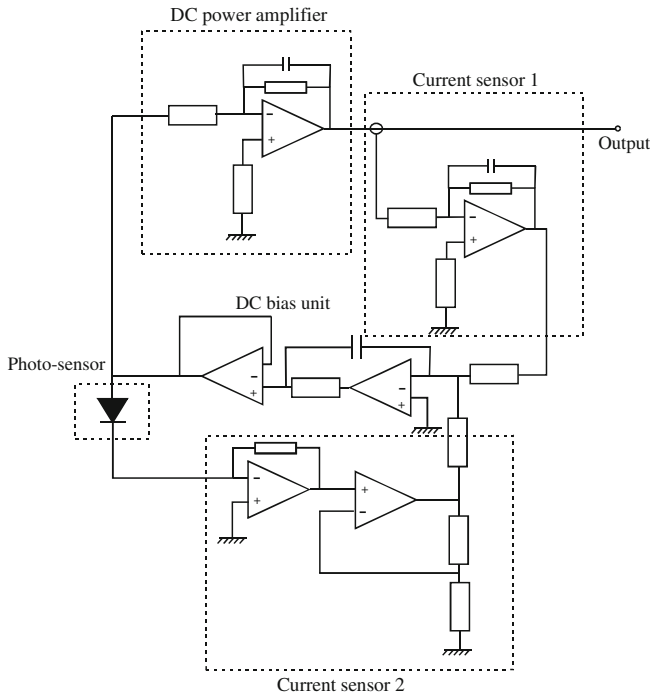 DC power amplifier
Current sensor 1
Output
DC bias unit
Photo-sensor
Current sensor 2